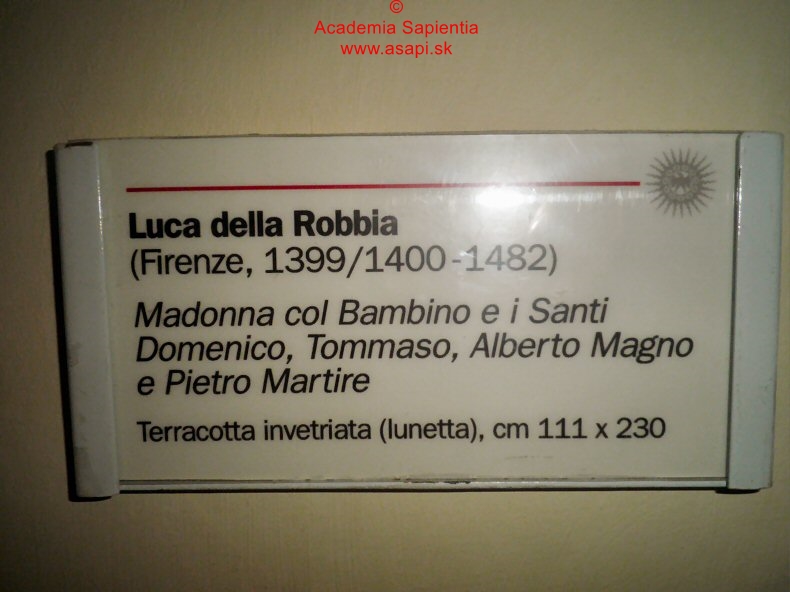 ©
Academia Sapientia
www.asapi.sk
Luca della Robbia
(Firenze, 1399/1400-1482)
Madonna col Bambino e i Santi
Domenico, Tommaso, Alberto Magno
e Pietro Martire
Terracotta invetriata (lunetta), cm 111 x 230